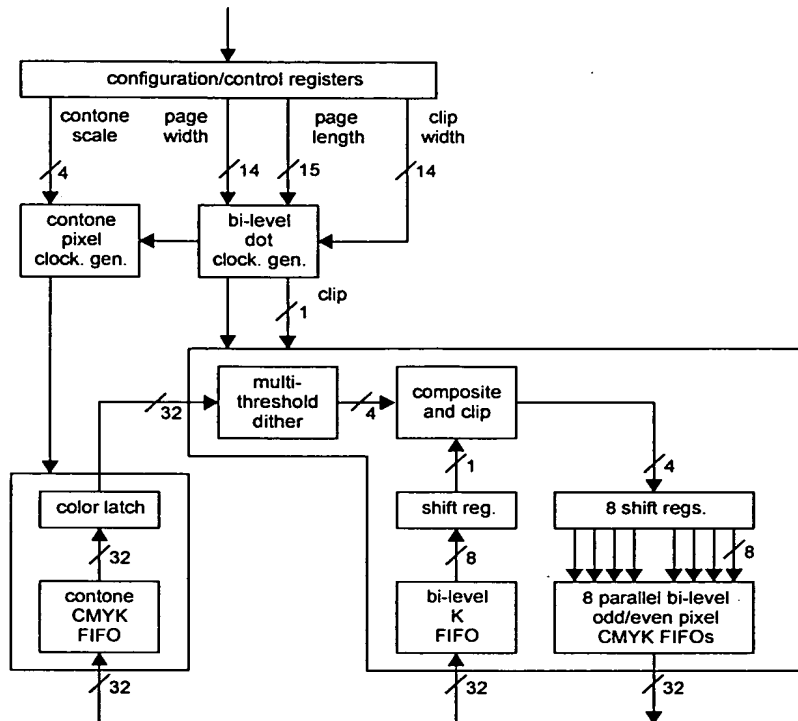 configuration/control registers
contone
scale
page
width
page
length
clip
width
4
14
15
14
contone
pixel
clock. gen.
bi-level
dot
clock. gen.
clip
1
32
multi-
threshold
dither
4
composite
and clip
1
4
color latch
shift reg.
8 shift regs.
32
8
8
contone
CMYK
FIFO
bi-level
K
FIFO
8 parallel bi-level
odd/even pixel
CMYK FIFOs
32
32
32